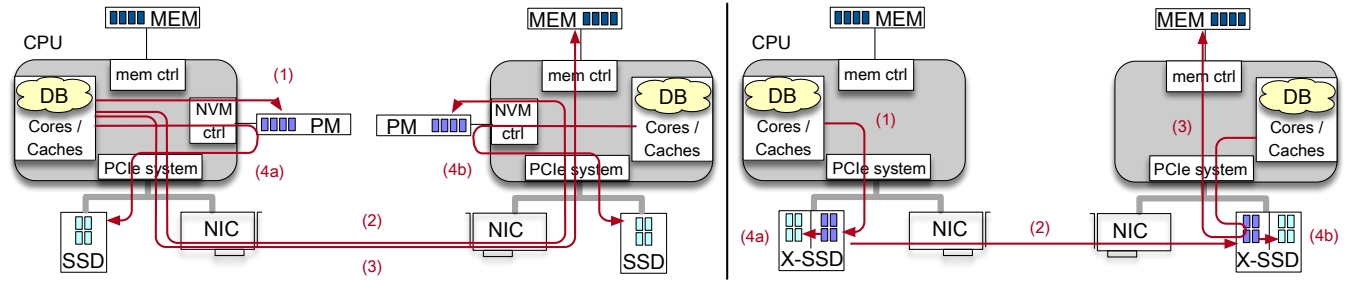 MEM
CPU
mem ctrl
DB
Cores /
Caches
NVM
ctrl
PCIe system
(1)
PM
(4a)
SSD
NIC
(2)
(3)
MEM
mem ctrl
NVM
ctrl
DB
Cores /
Caches
PM
(4b)
PCIe system
NIC
SSD
MEM
CPU
mem ctrl
DB
Cores /
Caches
(1)
PCIe system
(4a)
X-SSD
NIC
(2)
MEM
mem ctrl
(3)
DB
Cores /
Caches
PCIe system
NIC
X-SSD
(4b)